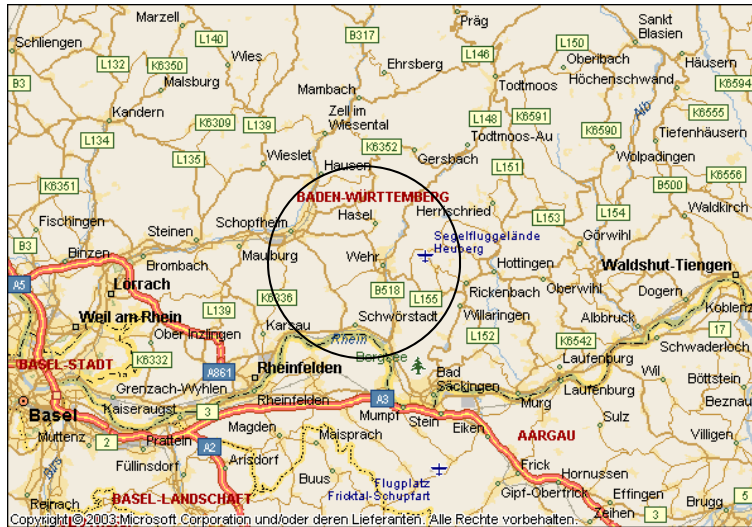 Marzell
L140
B317
Präg
Sankt
Blasien
Schliengen
L132
K6350
Wies
L146
L150
Oberibach
Häusern
B3
Malsburg
Ehrsberg
Todtmoos
Höchenschwand
K6594
Mambach
Kandern
K6309
L139
Zell im
Wiesental
L148
K6591
Alb
K6555
L134
K6352
Todtmoos-Au
K6590
Tiefenhäusern
L135
Wieslet
Hausen
Gersbach
L151
Wolpadingen
K6351
B500
K6556
BADEN-WÜRTTEMBERG
Fischingen
Schopfheim
Hasel
Herrischried
L153
L154
Waldkirch
B3
Steinen
Segelfluggelände
Heuberg
Görwihl
Binzen
Brombach
Mauburg
Wehr
Hottingen
Waldshut-Tiengen
A5
Lörrach
B518
L155
Rickenbach
Oberwihl
Dogern
Koblenz
Weil am Rhein
L139
K6336
Schwörstadt
Willaringen
Albbruck
17
Ober Inzlingen
Karsau
Rhein
L152
K6542
Schwaderloch
BASEL-STADT
K6332
Bergsee
Laufenburg
A861
Rheinfelden
Bad
Säckingen
Wil
Böttstein
Grenzach-Wyhlen
Laufenburg
Basel
Kaiseraugst
3
Rheinfelden
A3
Mumpf
Stein
Murg
Beznau
Muttenz
2
Pratteln
A2
Magden
Maisprach
Eiken
Sulz
AARGAU
Villigen
Birs
Füllinsdorf
Arisdorf
Buus
Flugplatz
Fricktal-Schupfart
Frick
Hornussen
Reinach
BASEL-LANDSCHAFT
Gipf-Oberfrick
Effingen
5
Zeihen
3
Brugg
Copyright © 2003 Microsoft Corporation und/oder deren Lieferanten. Alle Rechte vorbehalten.